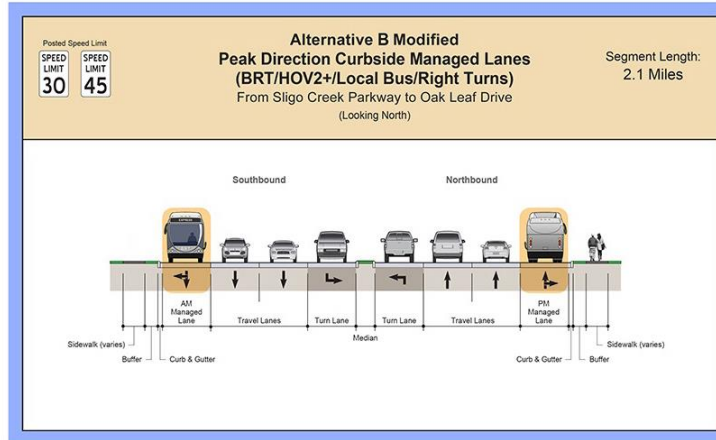 Alternative B Modified
Peak Direction Curbside Managed Lanes
(BRT/HOV2+/Local Bus/Right Turns)
From Sligo Creek Parkway to Oak Leaf Drive
(Looking North)
Posted Speed Limit
SPEED
LIMIT
30
SPEED
LIMIT
45
Segment Length:
2.1 Miles
Southbound
Northbound
AM
Managed
Lane
Travel Lanes
Turn Lane
Median
Turn Lane
Travel Lanes
PM
Managed
Lane
Sidewalk (varies)
Buffer
Curb & Gutter
Curb & Gutter
Buffer
Sidewalk (varies)